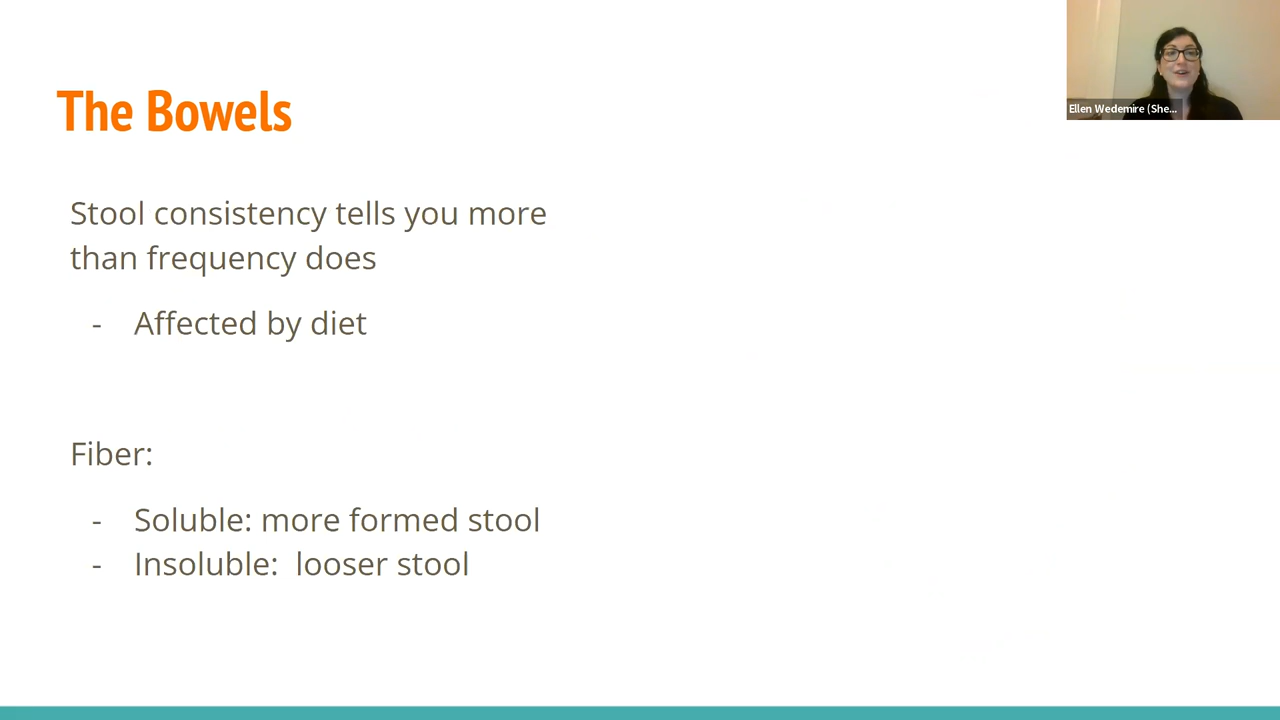 The Bowels
Ellen Wedemire (She...
Stool consistency tells you more
than frequency does
- Affected by diet
Fiber:
- Soluble: more formed stool
- Insoluble:  looser stool